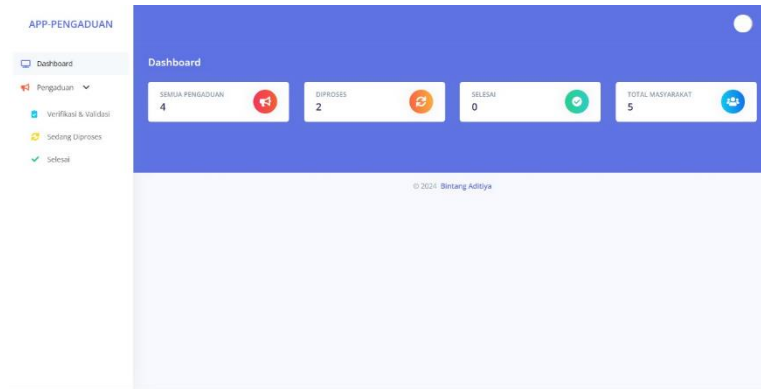 APP-PENGADUAN
Dashboard
Pengaduan
Verifikasi & Validasi
Sedang Diproses
Selesai
Dashboard
SEMUA PENGADUAN
4
DIPROSES
2
SELESAI
0
TOTAL MASYARAKAT
5
© 2024 Bintang Aditiya